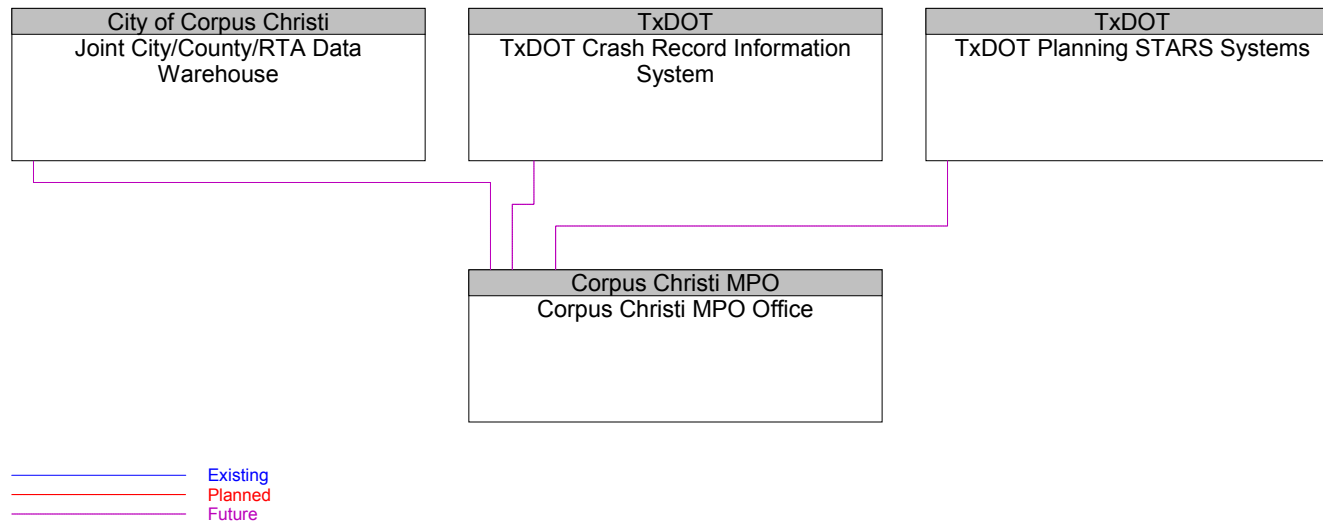 City of Corpus Christi
Joint City/County/RTA Data
Warehouse
TxDOT
TxDOT Crash Record Information
System
TxDOT
TxDOT Planning STARS Systems
Corpus Christi MPO
Corpus Christi MPO Office
Existing
Planned
Future